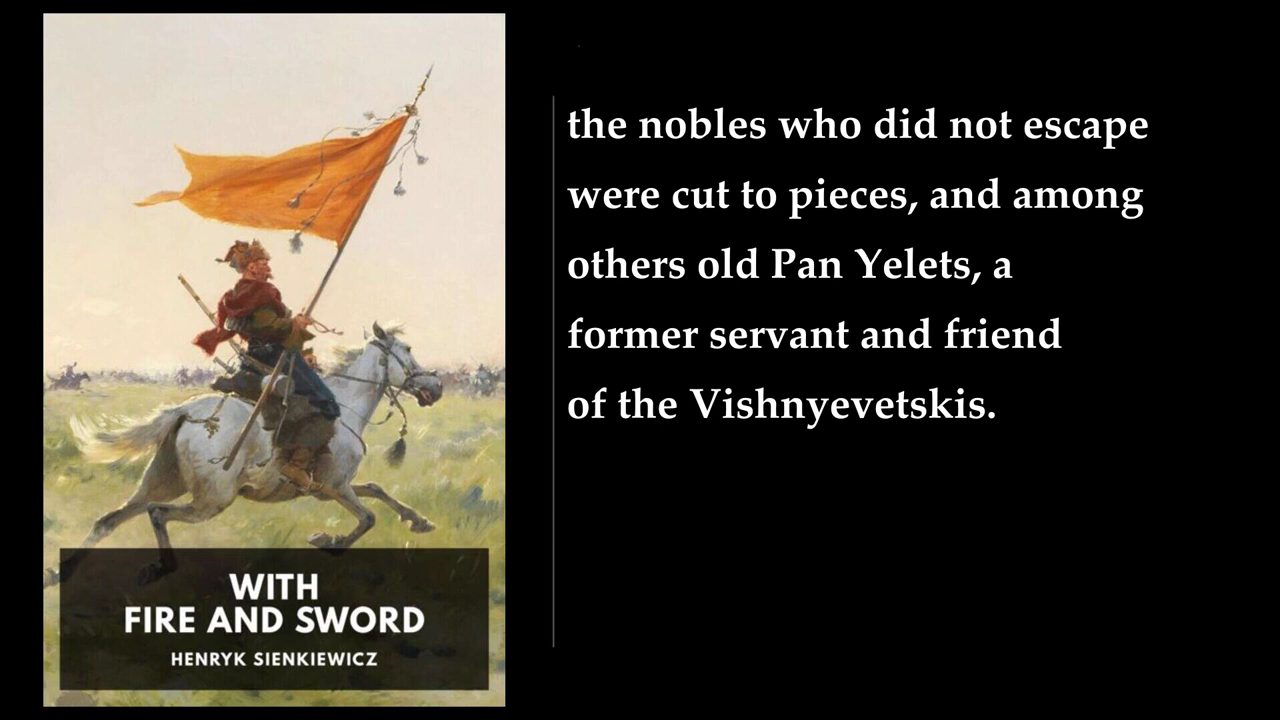 the nobles who did not escape
were cut to pieces, and among
others old Pan Yelets, a
former servant and friend
of the Vishnyevetskis.
WITH
FIRE AND SWORD
HENRYK SIENKIEWICZ